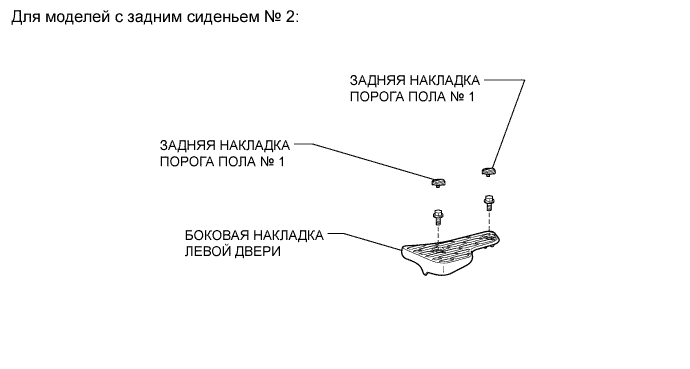 Для моделей с задним сиденьем № 2:
ЗАДНЯЯ НАКЛАДКА
ПОРОГА ПОЛА № 1
ЗАДНЯЯ НАКЛАДКА
ПОРОГА ПОЛА № 1
БОКОВАЯ НАКЛАДКА
ЛЕВОЙ ДВЕРИ